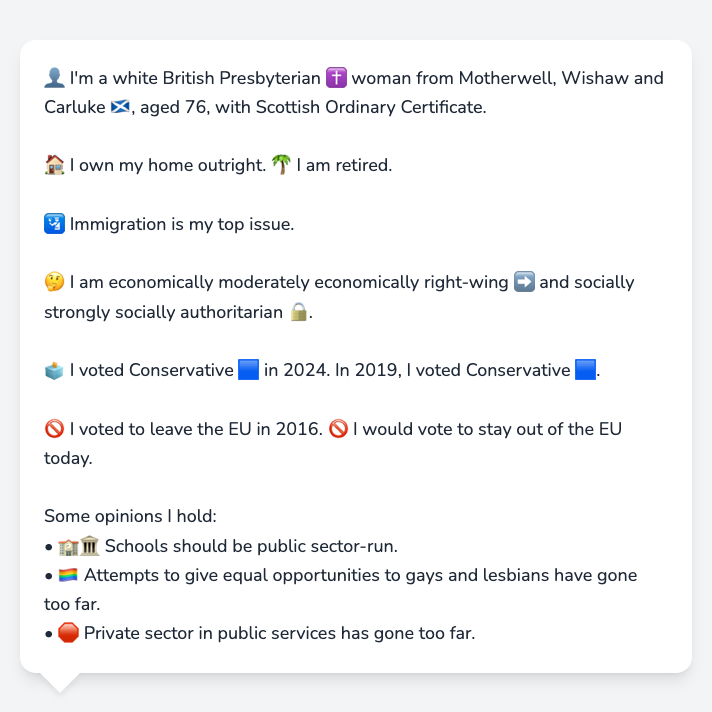 👤 I'm a white British Presbyterian ✝️ woman from Motherwell, Wishaw and
Carluke 🏴󠁧󠁢󠁳󠁣󠁴󠁿, aged 76, with Scottish Ordinary Certificate.
🏠 I own my home outright. 🌴 I am retired.
🛂 Immigration is my top issue.
🤔 I am economically moderately economically right-wing ➡️ and socially
strongly socially authoritarian 🔒.
🗳️ I voted Conservative 🟦 in 2024. In 2019, I voted Conservative 🟦.
🚫 I voted to leave the EU in 2016. 🚫 I would vote to stay out of the EU
today.
Some opinions I hold:
• 🏫🏛️ Schools should be public sector-run.
• 🏳️‍🌈 Attempts to give equal opportunities to gays and lesbians have gone
too far.
• 🛑 Private sector in public services has gone too far.